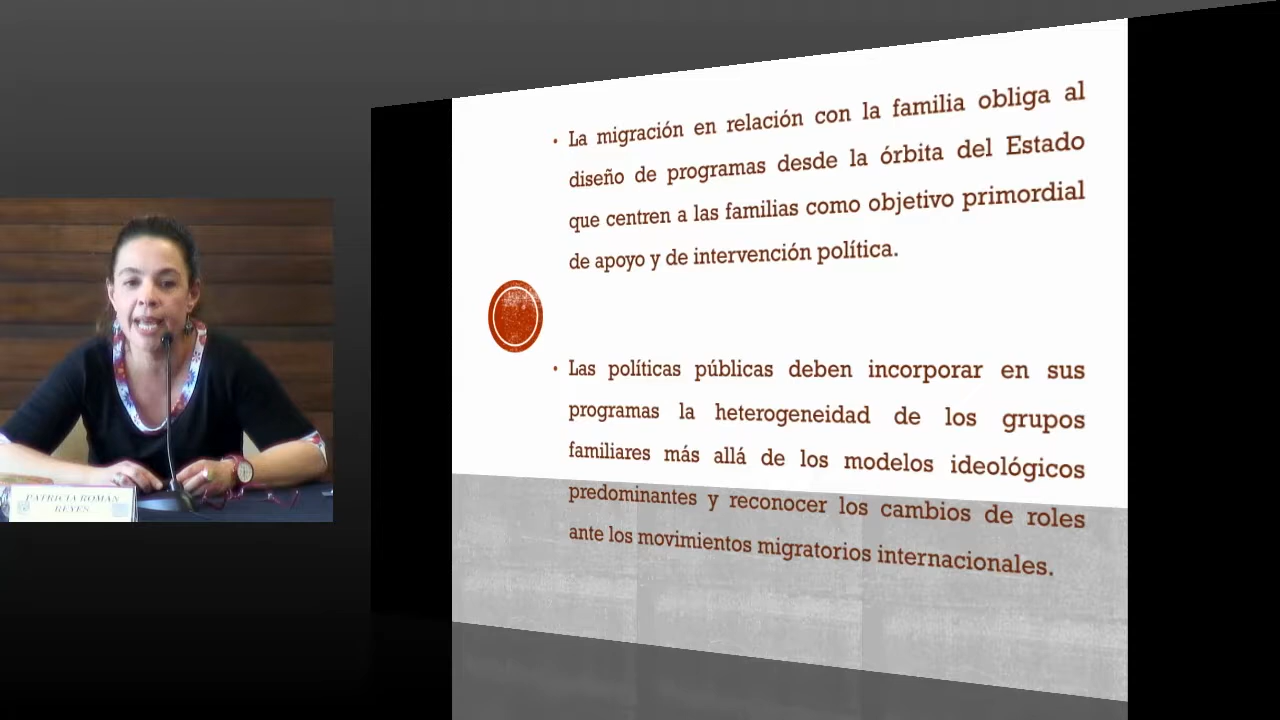 • La migración en relación con la familia obliga al
diseño de programas desde la órbita del Estado
que centren a las familias como objetivo primordial
de apoyo y de intervención política.
• Las políticas públicas deben incorporar en sus
programas la heterogeneidad de los grupos
familiares más allá de los modelos ideológicos
predominantes y reconocer los cambios de roles
ante los movimientos migratorios internacionales.
PATRICIA ROMAN
REYES